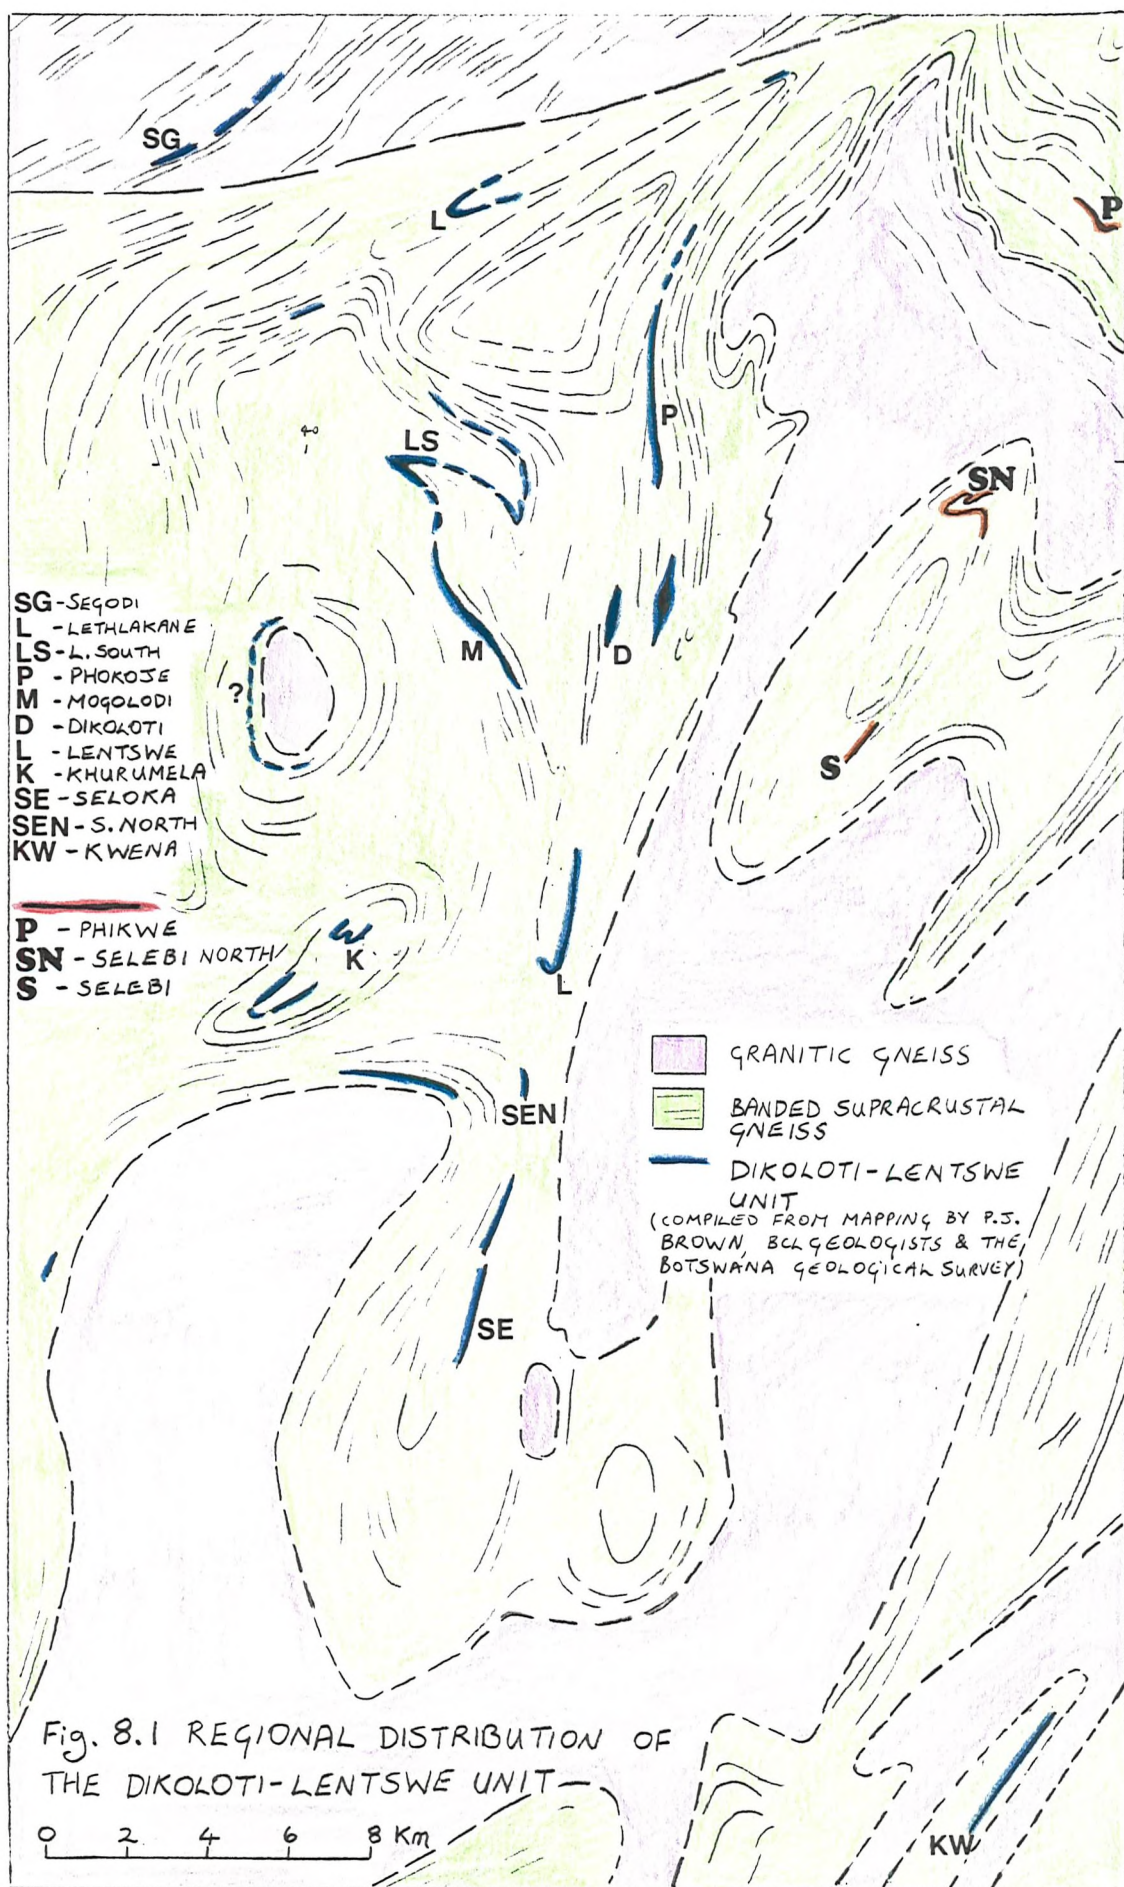 SG
L
P
LS
P
SN
M
D
?
S
40
SG - SEGODI
L - LETHLAKANE
LS - L. SOUTH
P - PHOKOJE
M - MOGOLODI
D - DIKOLOTI
L - LENTSWE
K - KHURUMELA
SE - SELOKA
SEN - S. NORTH
KW - KWENA
P - PHIKWE
SN - SELEBI NORTH
S - SELEBI
K
L
SEN
SE
GRANITIC GNEISS
BANDED SUPRACRUSTAL
GNEISS
DIKOLOTI-LENTSWE
UNIT
(COMPILED FROM MAPPING BY P.J.
BROWN, BCL GEOLOGISTS & THE
BOTSWANA GEOLOGICAL SURVEY)
Fig. 8.1 REGIONAL DISTRIBUTION OF
THE DIKOLOTI-LENTSWE UNIT
0 2 4 6 8 Km
KW